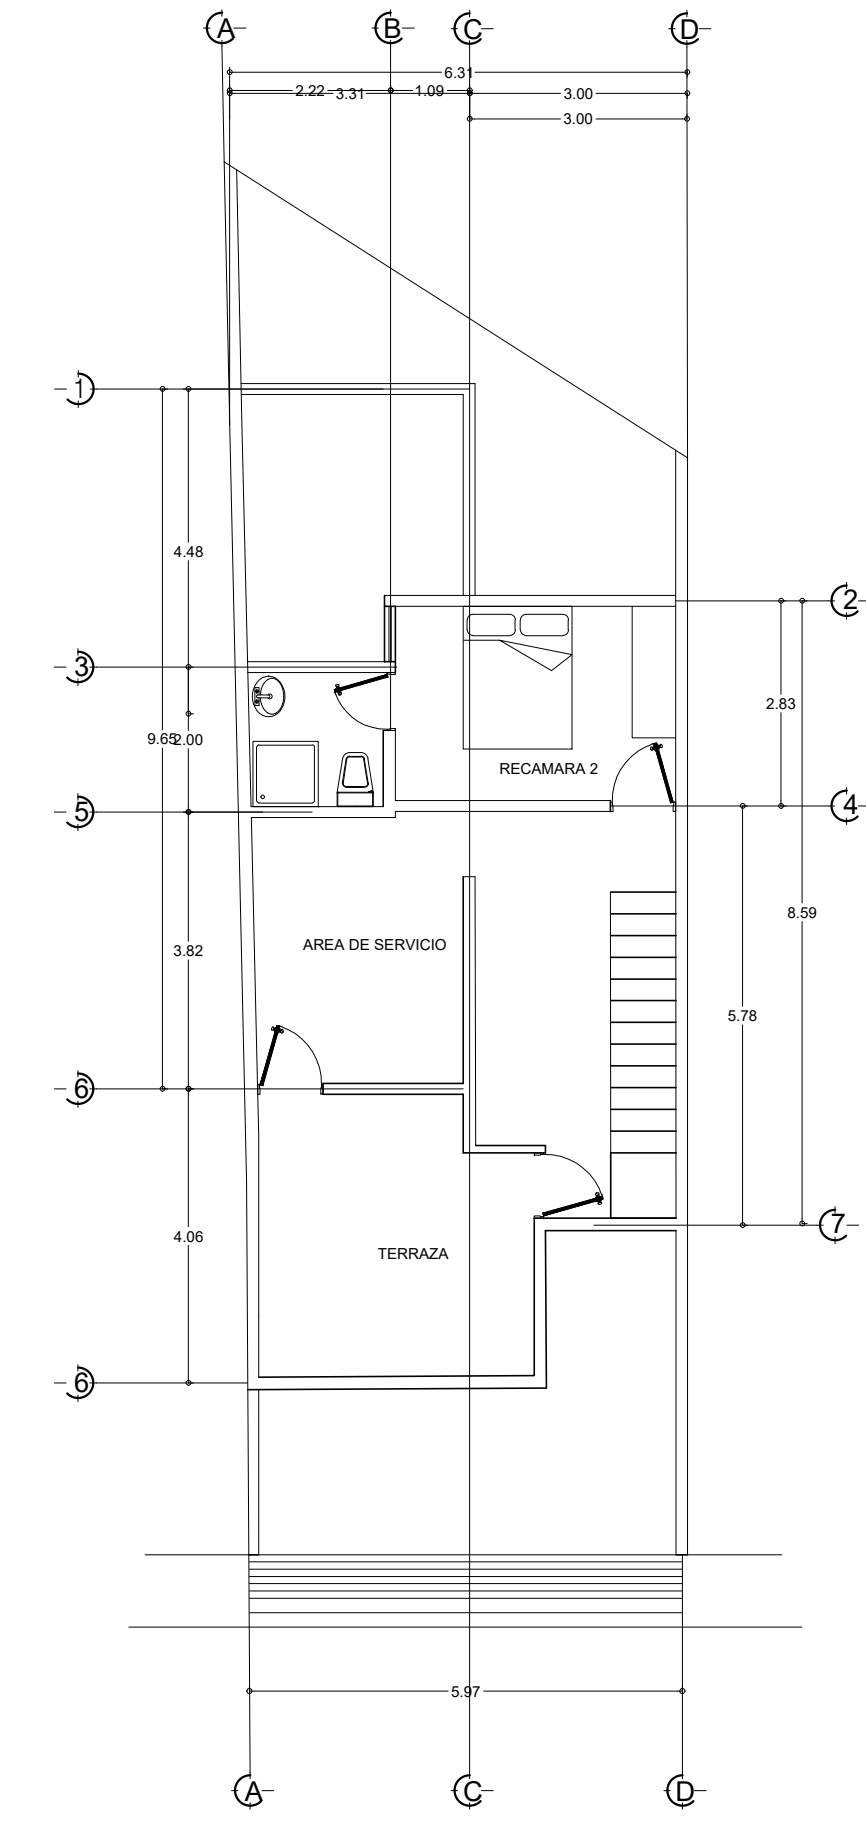 A B C D
6.31
2.22 3.31 1.09 3.00
3.00
1
4.48
2
3
2.83
9.65 2.00
RECAMARA 2
5 4
8.59
AREA DE SERVICIO
3.82
5.78
6
7
4.06
TERRAZA
6
5.97
A C D